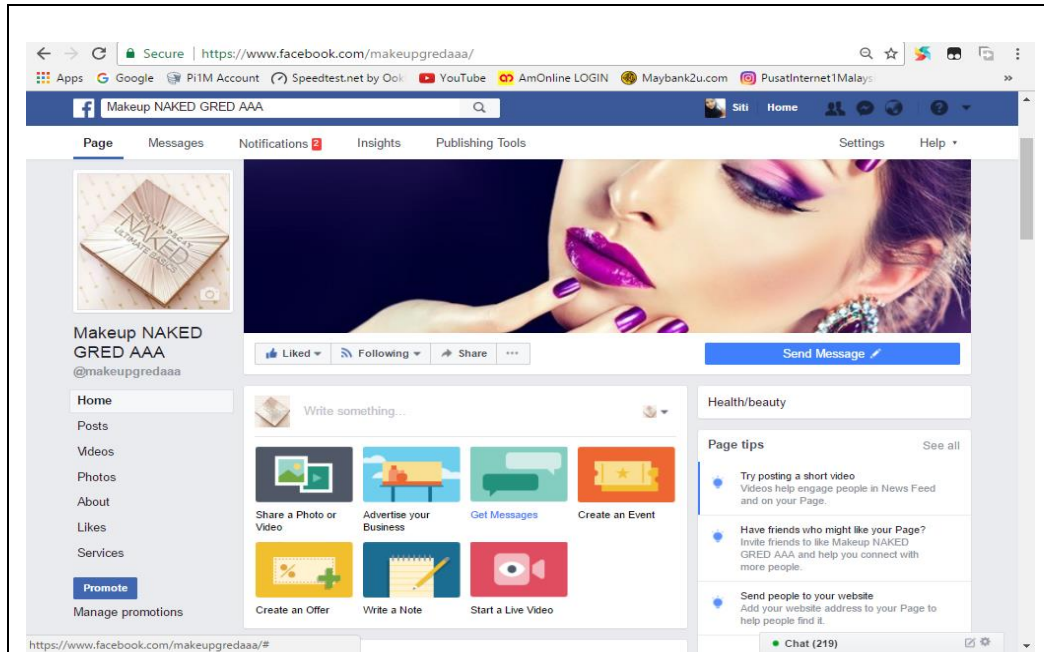 Secure | https://www.facebook.com/makeupgredaaa/
Apps Google Pi1M Account Speedtest.net by Ook YouTube AmOnline LOGIN Maybank2u.com PusatInternet1Malays »
Makeup NAKED GRED AAA
Siti Home
Page Messages Notifications 2 Insights Publishing Tools Settings Help
URBAN DECAY
NAKED
ULTIMATE BASICS
Makeup NAKED
GRED AAA
@makeupgredaaa
Liked Following Share ...
Send Message
Home
Posts
Videos
Photos
About
Likes
Services
Promote
Manage promotions
Write something...
Share a Photo or
Video
Advertise your
Business
Get Messages
Create an Event
Create an Offer
Write a Note
Start a Live Video
Health/beauty
Page tips See all
Try posting a short video
Videos help engage people in News Feed
and on your Page.
Have friends who might like your Page?
Invite friends to like Makeup NAKED
GRED AAA and help you connect with
more people.
Send people to your website
Add your website address to your Page to
help people find it.
Chat (219)
https://www.facebook.com/makeupgredaaa/#